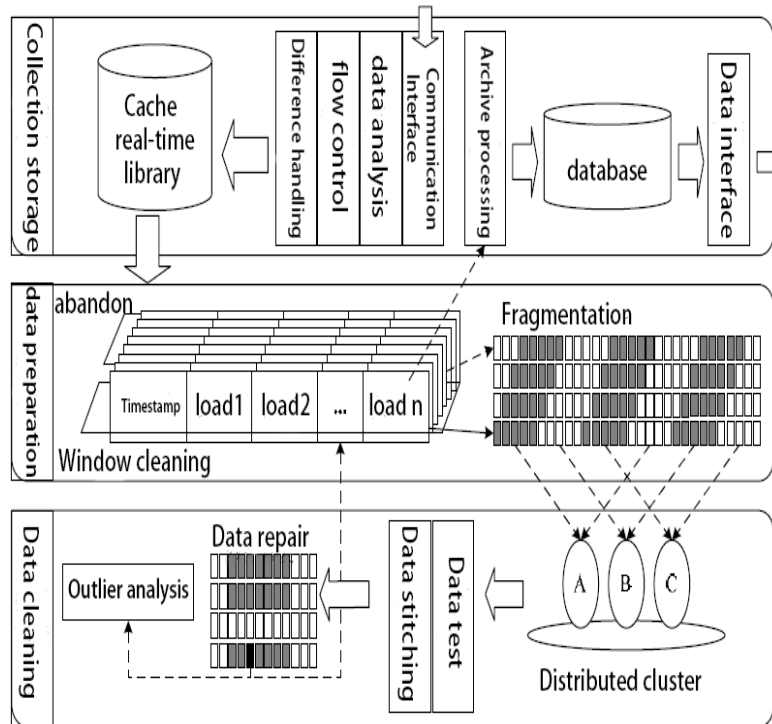 Collection storage
Cache
real-time
library
Difference handling
flow control
data analysis
Communication
Interface
Archive processing
database
Data interface
data preparation
abandon
Timestamp
load1
load2
...
load n
Window cleaning
Fragmentation
Data cleaning
Outlier analysis
Data repair
Data stitching
Data test
A
B
C
Distributed cluster